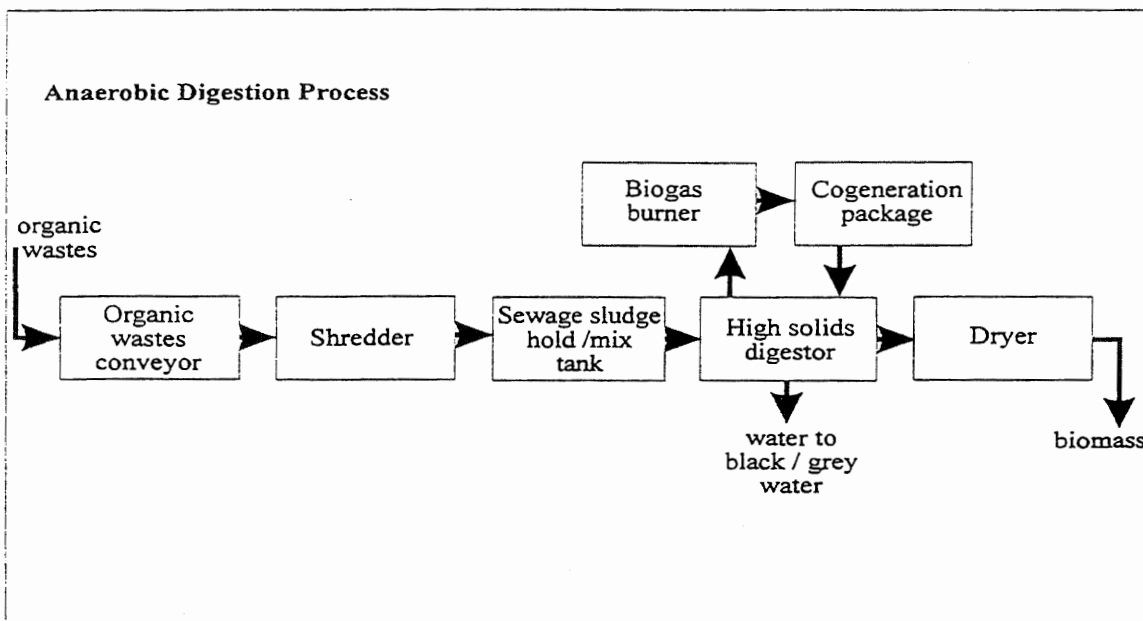 Anaerobic Digestion Process
organic
wastes
Organic
wastes
conveyor
Shredder
Sewage sludge
hold /mix
tank
Biogas
burner
Cogeneration
package
High solids
digestor
water to
black / grey
water
Dryer
biomass